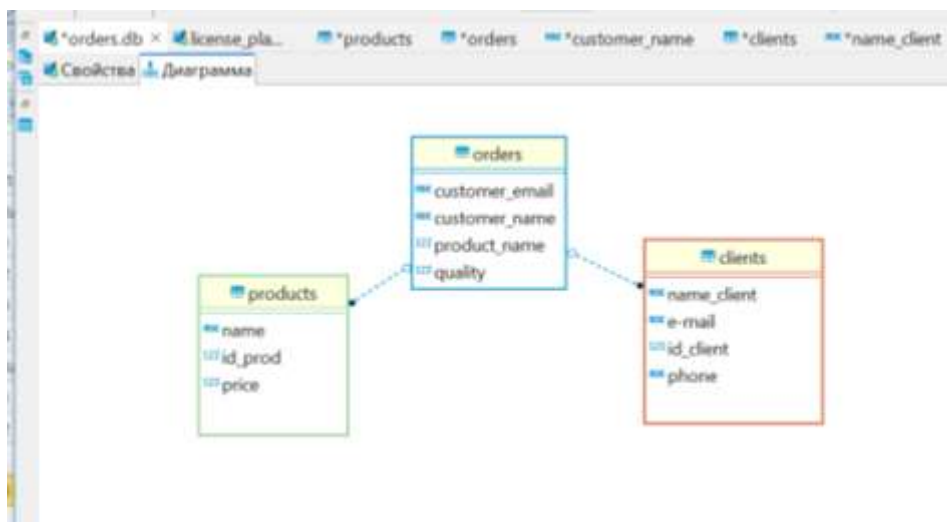 *orders.db × license_pla... *products *orders *customer_name *clients *name_client
Свойства Диаграмма
orders
customer_email
customer_name
product_name
quality
products
name
id_prod
price
clients
name_client
e-mail
id_client
phone